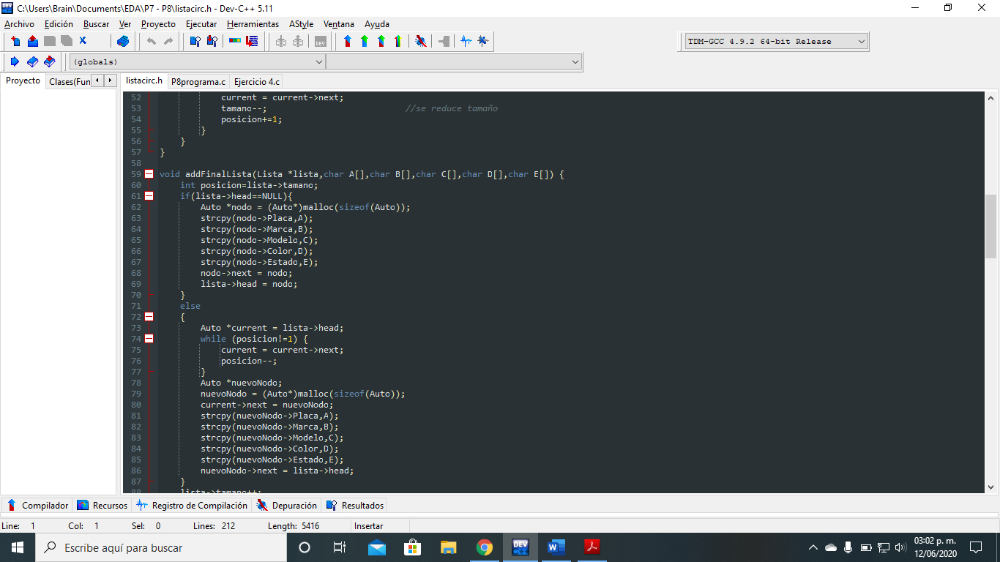 C:\Users\Brain\Documents\EDA\P7 - P8\listacirc.h - Dev-C++ 5.11
Archivo Edición Buscar Ver Proyecto Ejecutar Herramientas AStyle Ventana Ayuda
TDM-GCC 4.9.2 64-bit Release
(globals)
Proyecto Clases(Fun listacirc.h P8programa.c Ejercicio 4.c
52 current = current->next;
53 tamano--; //se reduce tamaño
54 posicion+=1;
55 }
56 }
57 }
58
59 void addFinalLista(Lista *lista,char A[],char B[],char C[],char D[],char E[]) {
60 int posicion=lista->tamano;
61 if(lista->head==NULL){
62 Auto *nodo = (Auto*)malloc(sizeof(Auto));
63 strcpy(nodo->Placa,A);
64 strcpy(nodo->Marca,B);
65 strcpy(nodo->Modelo,C);
66 strcpy(nodo->Color,D);
67 strcpy(nodo->Estado,E);
68 nodo->next = nodo;
69 lista->head = nodo;
70 }
71 else
72 {
73 Auto *current = lista->head;
74 while (posicion!=1) {
75 current = current->next;
76 posicion--;
77 }
78 Auto *nuevoNodo;
79 nuevoNodo = (Auto*)malloc(sizeof(Auto));
80 current->next = nuevoNodo;
81 strcpy(nuevoNodo->Placa,A);
82 strcpy(nuevoNodo->Marca,B);
83 strcpy(nuevoNodo->Modelo,C);
84 strcpy(nuevoNodo->Color,D);
85 strcpy(nuevoNodo->Estado,E);
86 nuevoNodo->next = lista->head;
87 }
88 lista->tamano++;
Compilador Recursos Registro de Compilación Depuración Resultados
Line: 1 Col: 1 Sel: 0 Lines: 212 Length: 5416 Insertar
Escribe aquí para buscar
03:02 p. m.
12/06/2020